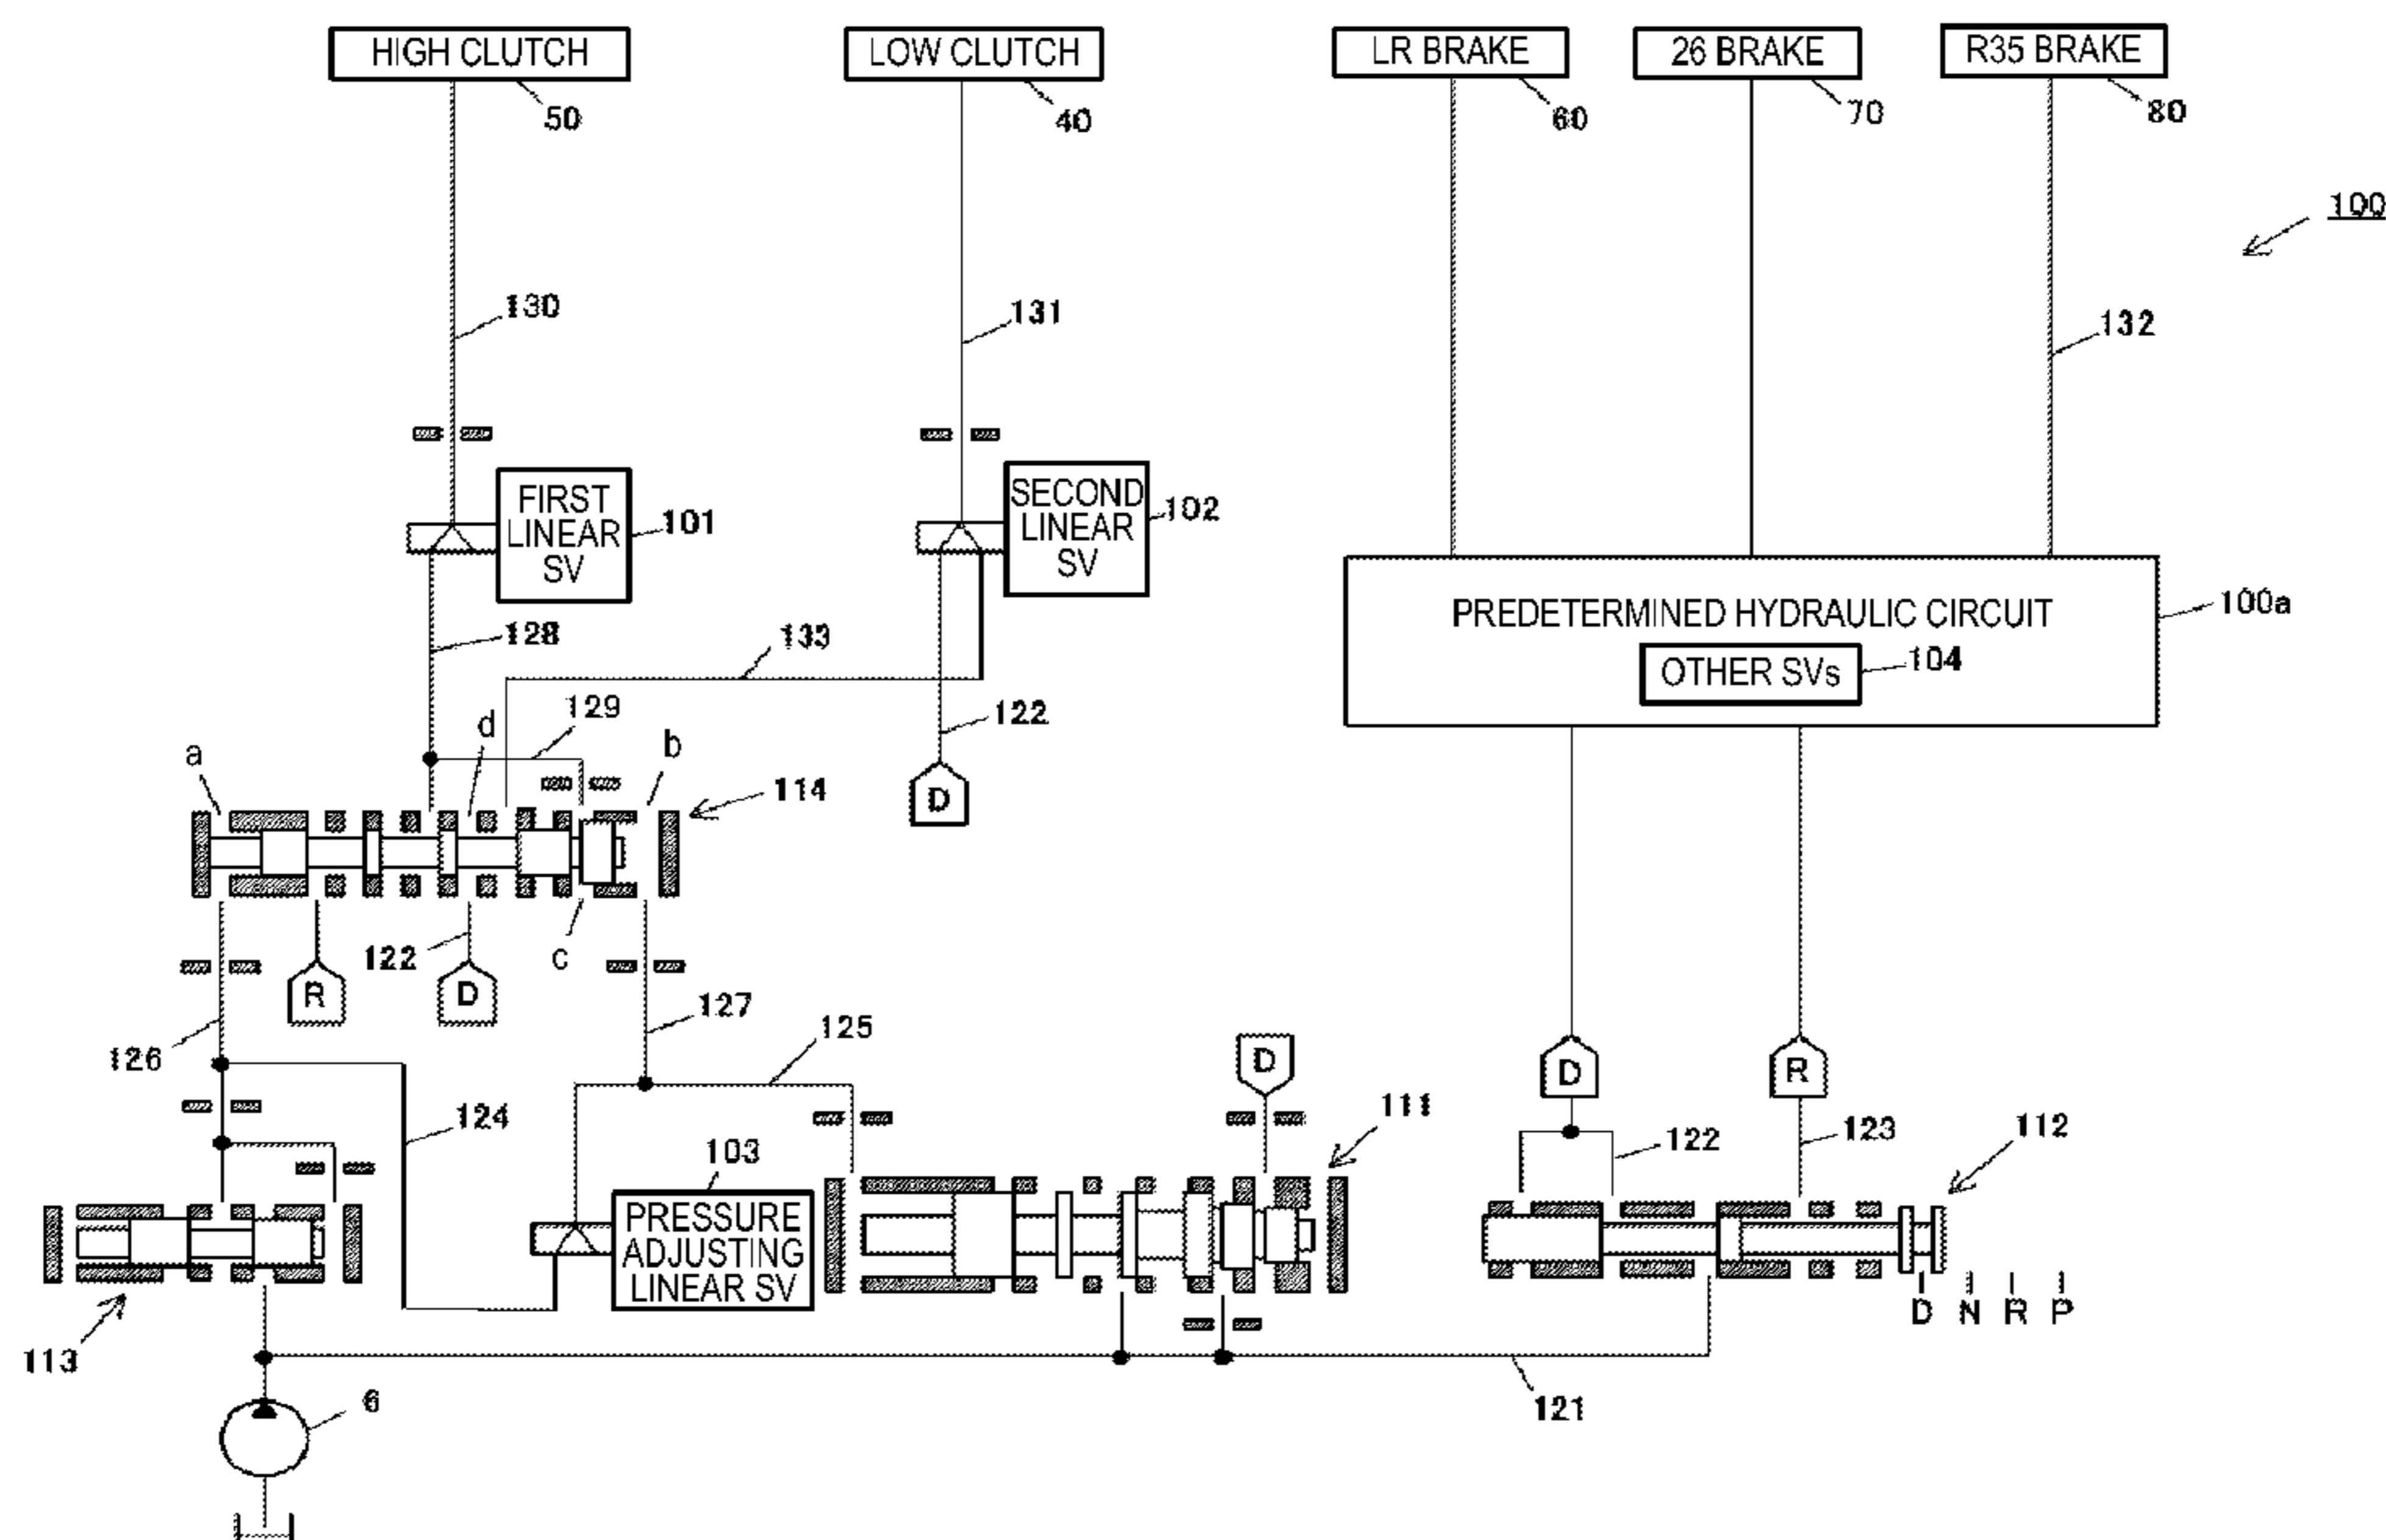 HIGH CLUTCH
LOW CLUTCH
LR BRAKE
26 BRAKE
R35 BRAKE
50
40
60
70
80
100
130
131
132
FIRST
LINEAR
SV
101
SECOND
LINEAR
SV
102
PREDETERMINED HYDRAULIC CIRCUIT
100a
OTHER SVs
104
128
133
129
122
a
d
b
114
D
c
122
R
D
126
127
125
D
D
R
124
103
111
122
123
112
PRESSURE
ADJUSTING
LINEAR SV
D N R P
113
6
121